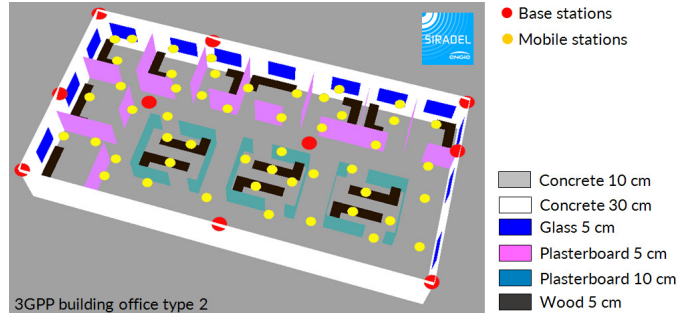 SIRADEL
ENGIE
Base stations
Mobile stations
Concrete 10 cm
Concrete 30 cm
Glass 5 cm
Plasterboard 5 cm
Plasterboard 10 cm
Wood 5 cm
3GPP building office type 2